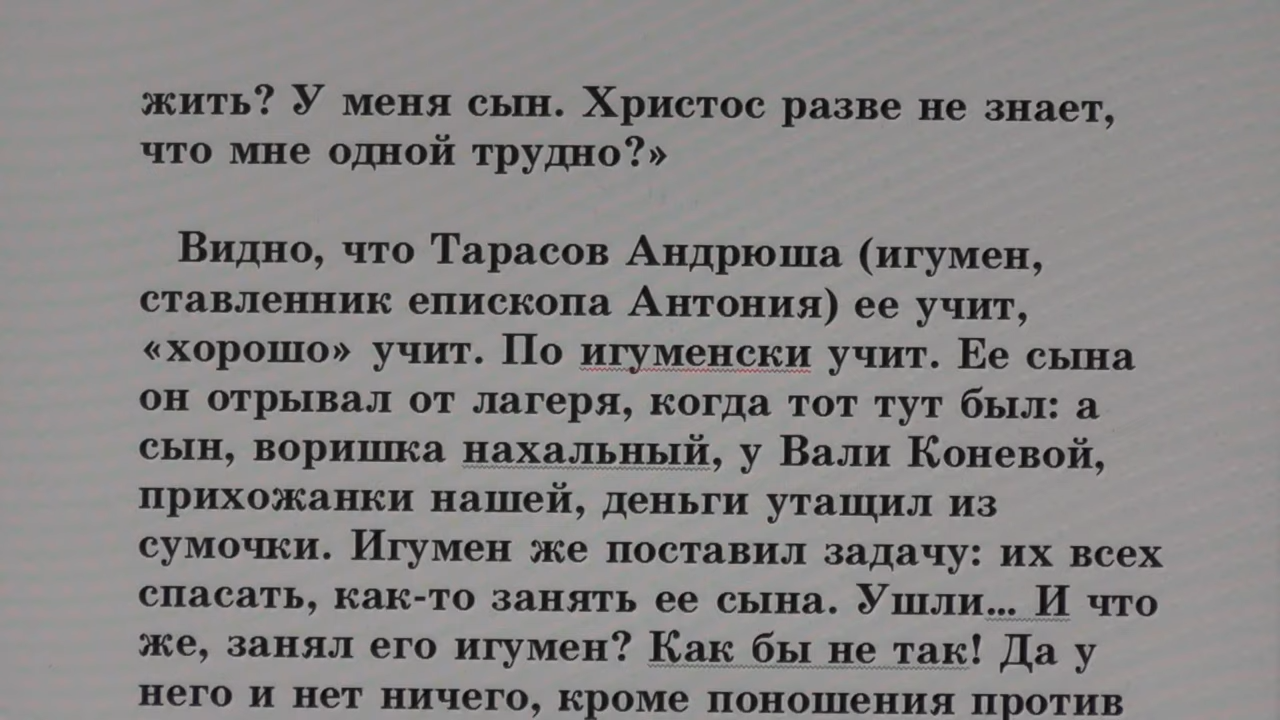 жить? У меня сын. Христос разве не знает,
что мне одной трудно?»
Видно, что Тарасов Андрюша (игумен,
ставленник епископа Антония) ее учит,
«хорошо» учит. По игуменски учит. Ее сына
он отрывал от лагеря, когда тот тут был: а
сын, воришка нахальный, у Вали Коневой,
прихожанки нашей, деньги утащил из
сумочки. Игумен же поставил задачу: их всех
спасать, как-то занять ее сына. Ушли... И что
же, занял его игумен? Как бы не так! Да у
него и нет ничего, кроме поношения против